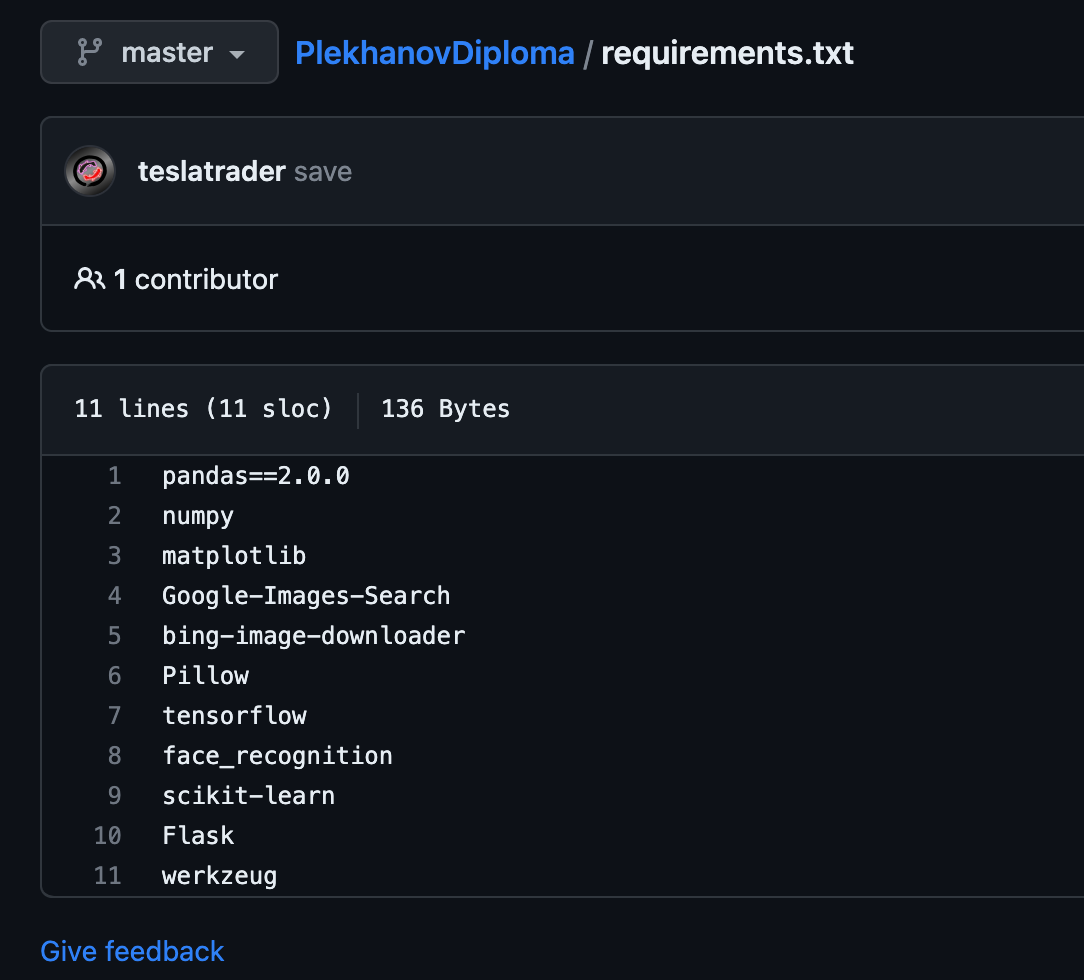 master PlekhanovDiploma / requirements.txt
teslatrader save
1 contributor
11 lines (11 sloc) 136 Bytes
1 pandas==2.0.0
2 numpy
3 matplotlib
4 Google-Images-Search
5 bing-image-downloader
6 Pillow
7 tensorflow
8 face_recognition
9 scikit-learn
10 Flask
11 werkzeug
Give feedback